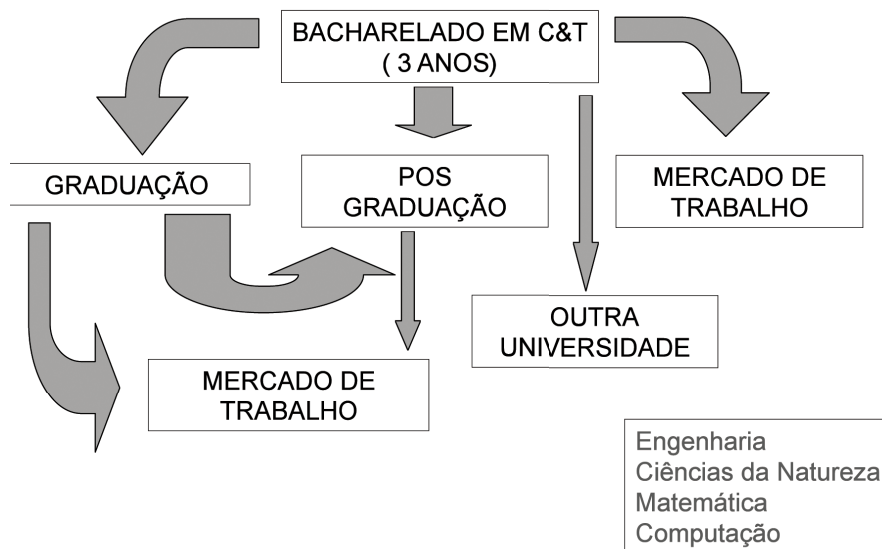 BACHARELADO EM C&T
( 3 ANOS)
GRADUAÇÃO
POS
GRADUAÇÃO
MERCADO DE
TRABALHO
OUTRA
UNIVERSIDADE
MERCADO DE
TRABALHO
Engenharia
Ciências da Natureza
Matemática
Computação